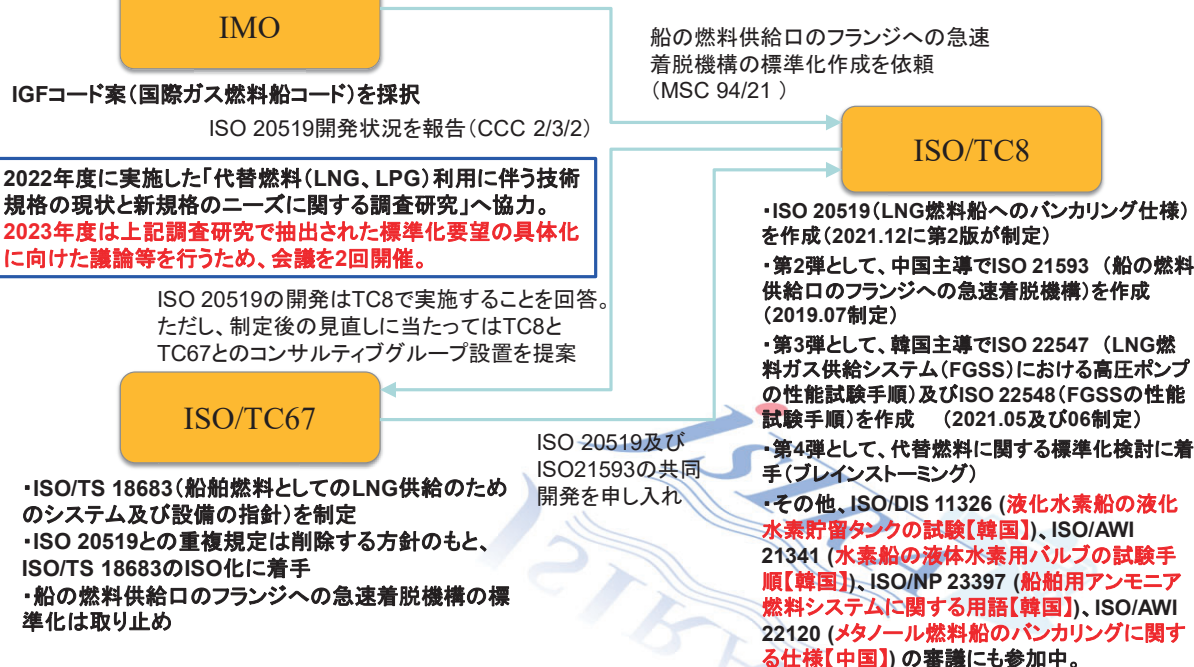 IMO
IGFコード案(国際ガス燃料船コード)を採択
船の燃料供給口のフランジへの急速
着脱機構の標準化作成を依頼
(MSC 94/21 )
ISO 20519開発状況を報告(CCC 2/3/2)
2022年度に実施した「代替燃料(LNG、LPG)利用に伴う技術
規格の現状と新規格のニーズに関する調査研究」へ協力。
2023年度は上記調査研究で抽出された標準化要望の具体化
に向けた議論等を行うため、会議を2回開催。
ISO 20519の開発はTC8で実施することを回答。
ただし、制定後の見直しに当たってはTC8と
TC67とのコンサルティブグループ設置を提案
ISO/TC67
ISO 20519及び
ISO21593の共同
開発を申し入れ
・ISO/TS 18683(船舶燃料としてのLNG供給のため
のシステム及び設備の指針)を制定
・ISO 20519との重複規定は削除する方針のもと、
ISO/TS 18683のISO化に着手
・船の燃料供給口のフランジへの急速着脱機構の標
準化は取り止め
ISO/TC8
・ISO 20519(LNG燃料船へのバンカリング仕様)
を作成(2021.12に第2版が制定)
・第2弾として、中国主導でISO 21593 (船の燃料
供給口のフランジへの急速着脱機構)を作成
(2019.07制定)
・第3弾として、韓国主導でISO 22547 (LNG燃
料ガス供給システム(FGSS)における高圧ポンプ
の性能試験手順)及びISO 22548(FGSSの性能
試験手順)を作成 (2021.05及び06制定)
・第4弾として、代替燃料に関する標準化検討に着
手(ブレインストーミング)
・その他、ISO/DIS 11326 (液化水素船の液化
水素貯留タンクの試験【韓国】)、ISO/AWI
21341 (水素船の液体水素用バルブの試験手
順【韓国】)、ISO/NP 23397 (船舶用アンモニア
燃料システムに関する用語【韓国】)、ISO/AWI
22120 (メタノール燃料船のバンカリングに関す
る仕様【中国】) の審議にも参加中。